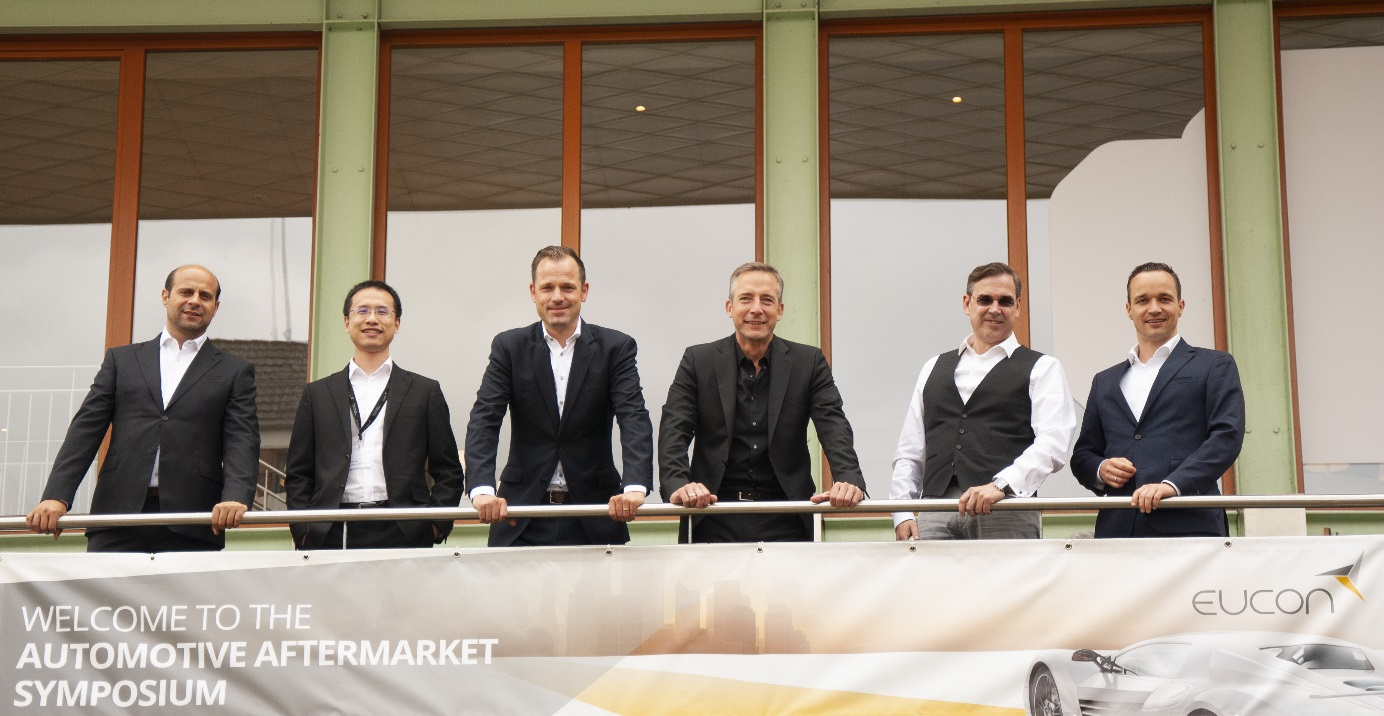 WELCOME TO THE
AUTOMOTIVE AFTERMARKET
SYMPOSIUM
EUCON